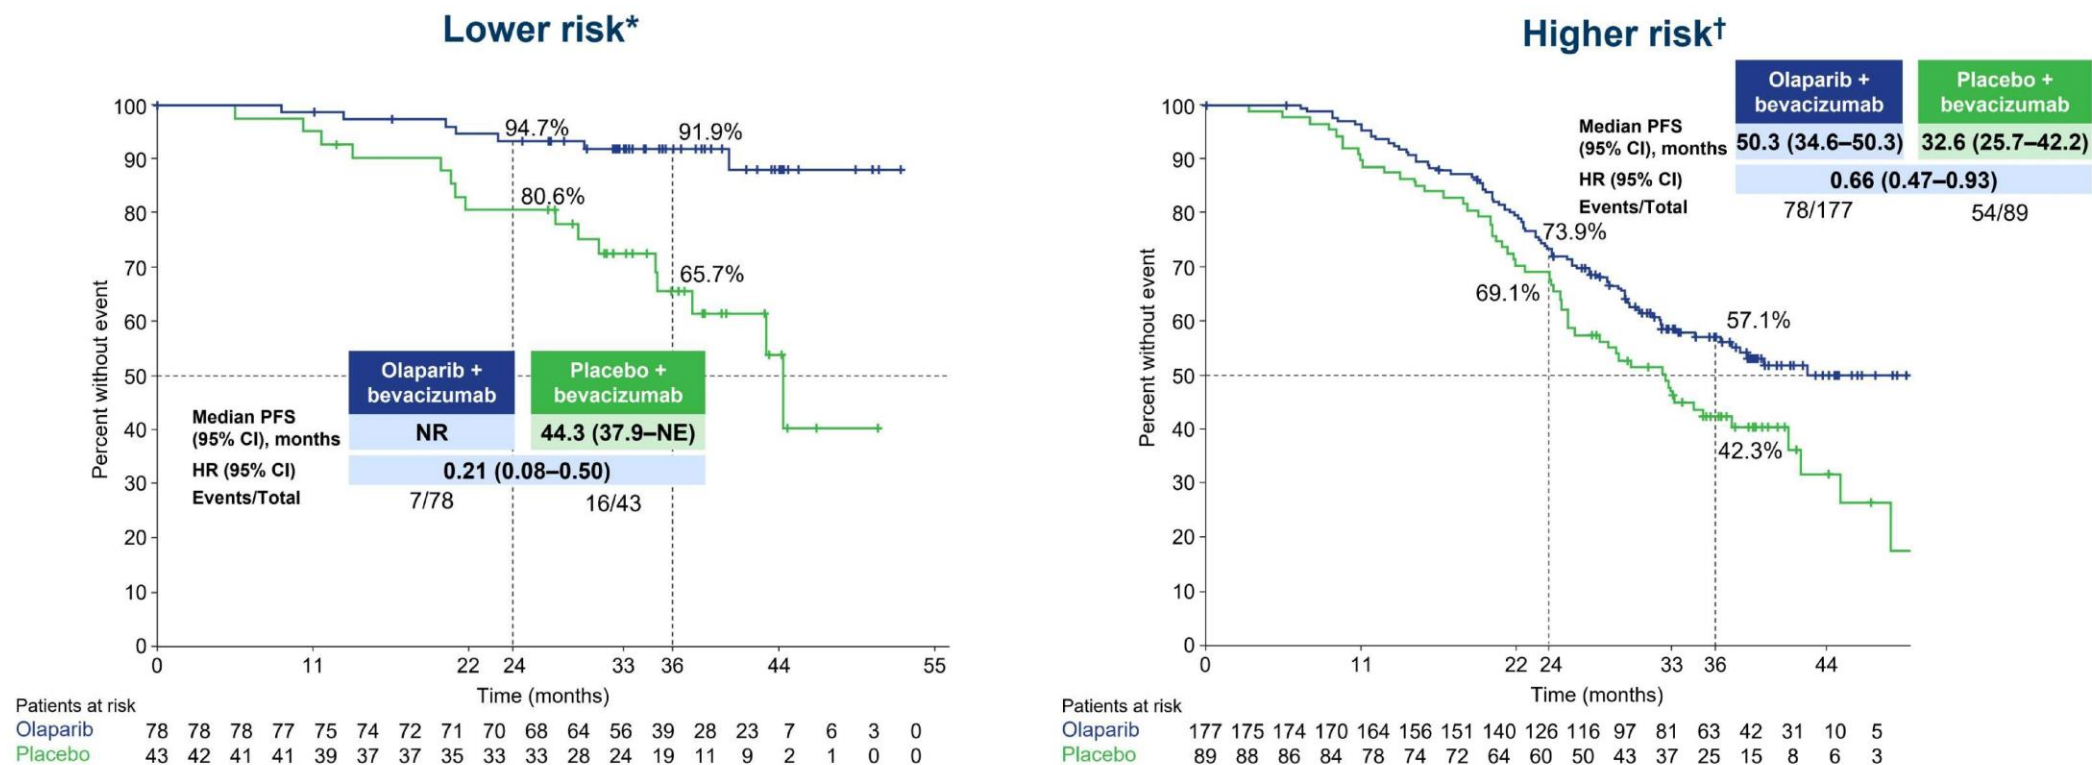 Lower risk*
100
90
80
70
60
50
40
30
20
10
0
Percent without event
94.7%
91.9%
80.6%
65.7%
Olaparib +
bevacizumab
Placebo +
bevacizumab
Median PFS
(95% CI), months
NR
44.3 (37.9–NE)
HR (95% CI)
0.21 (0.08–0.50)
Events/Total
7/78
16/43
0 11 22 24 33 36 44 55
Time (months)
Patients at risk
Olaparib 78 78 78 77 75 74 72 71 70 68 64 56 39 28 23 7 6 3 0
Placebo 43 42 41 41 39 37 37 35 33 33 28 24 19 11 9 2 1 0 0
Higher risk†
Olaparib +
bevacizumab
Placebo +
bevacizumab
Median PFS
(95% CI), months
50.3 (34.6–50.3)
32.6 (25.7–42.2)
HR (95% CI)
0.66 (0.47–0.93)
Events/Total
78/177
54/89
100
90
80
70
60
50
40
30
20
10
0
Percent without event
73.9%
69.1%
57.1%
42.3%
0 11 22 24 33 36 44
Time (months)
Patients at risk
Olaparib 177 175 174 170 164 156 151 140 126 116 97 81 63 42 31 10 5
Placebo 89 88 86 84 78 74 72 64 60 50 43 37 25 15 8 6 3